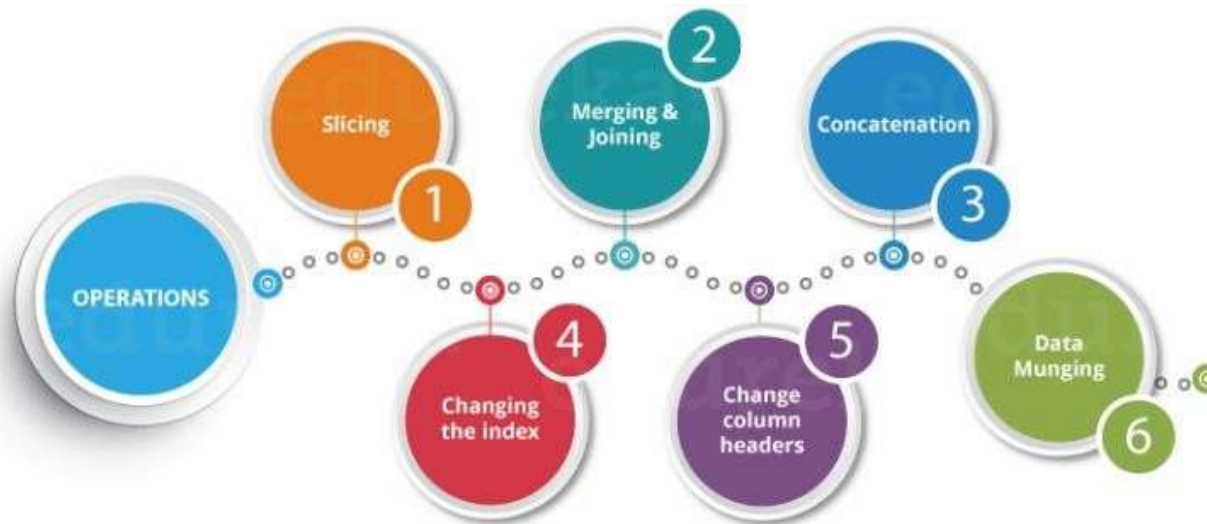 OPERATIONS
Slicing
1
Merging &
Joining
2
Concatenation
3
Changing
the index
4
Change
column
headers
5
Data
Munging
6